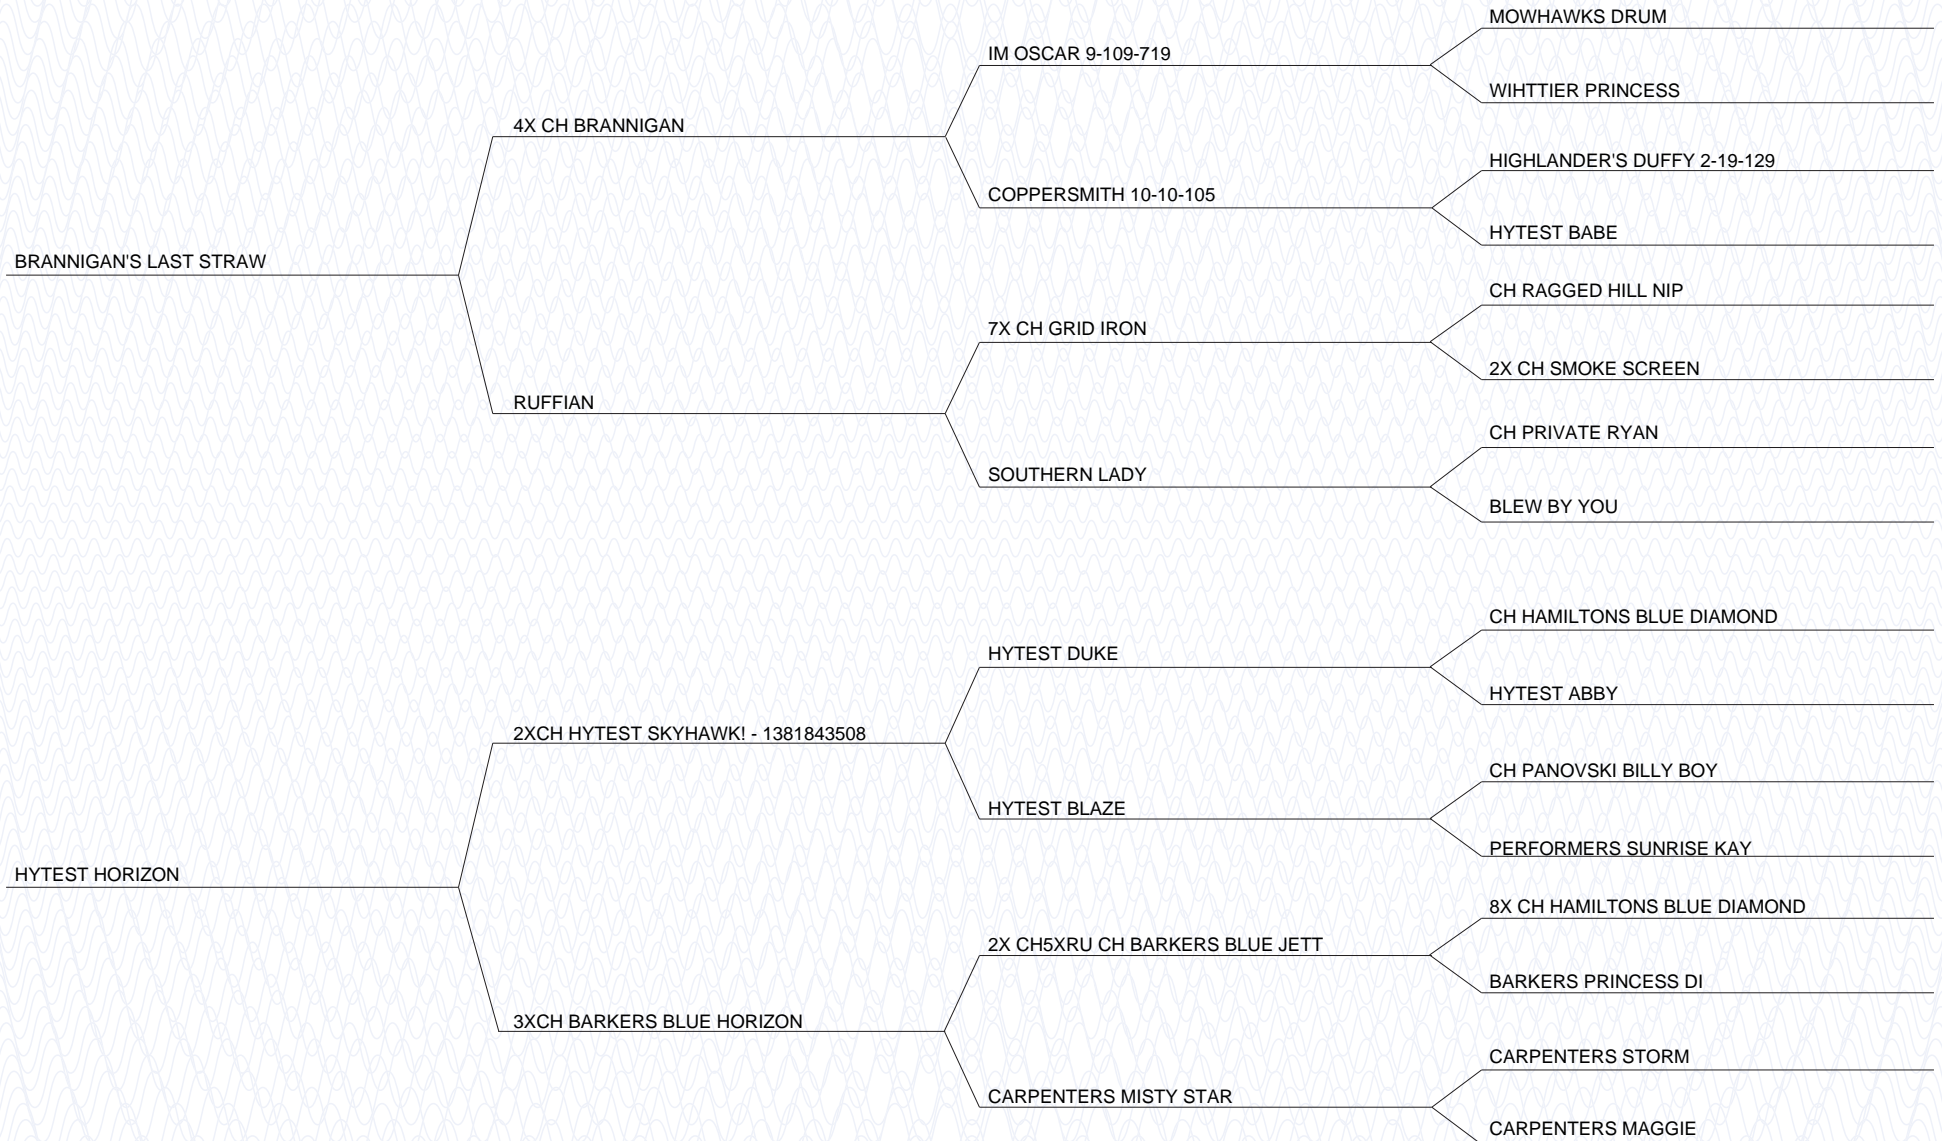 MOWHAWKS DRUM
IM OSCAR 9-109-719
WIHTTIER PRINCESS
4X CH BRANNIGAN
HIGHLANDER'S DUFFY 2-19-129
COPPERSMITH 10-10-105
HYTEST BABE
BRANNIGAN'S LAST STRAW
CH RAGGED HILL NIP
7X CH GRID IRON
2X CH SMOKE SCREEN
RUFFIAN
CH PRIVATE RYAN
SOUTHERN LADY
BLEW BY YOU
CH HAMILTONS BLUE DIAMOND
HYTEST DUKE
HYTEST ABBY
2XCH HYTEST SKYHAWK! - 1381843508
CH PANOVSKI BILLY BOY
HYTEST BLAZE
PERFORMERS SUNRISE KAY
HYTEST HORIZON
8X CH HAMILTONS BLUE DIAMOND
2X CH5XRU CH BARKERS BLUE JETT
BARKERS PRINCESS DI
3XCH BARKERS BLUE HORIZON
CARPENTERS STORM
CARPENTERS MISTY STAR
CARPENTERS MAGGIE